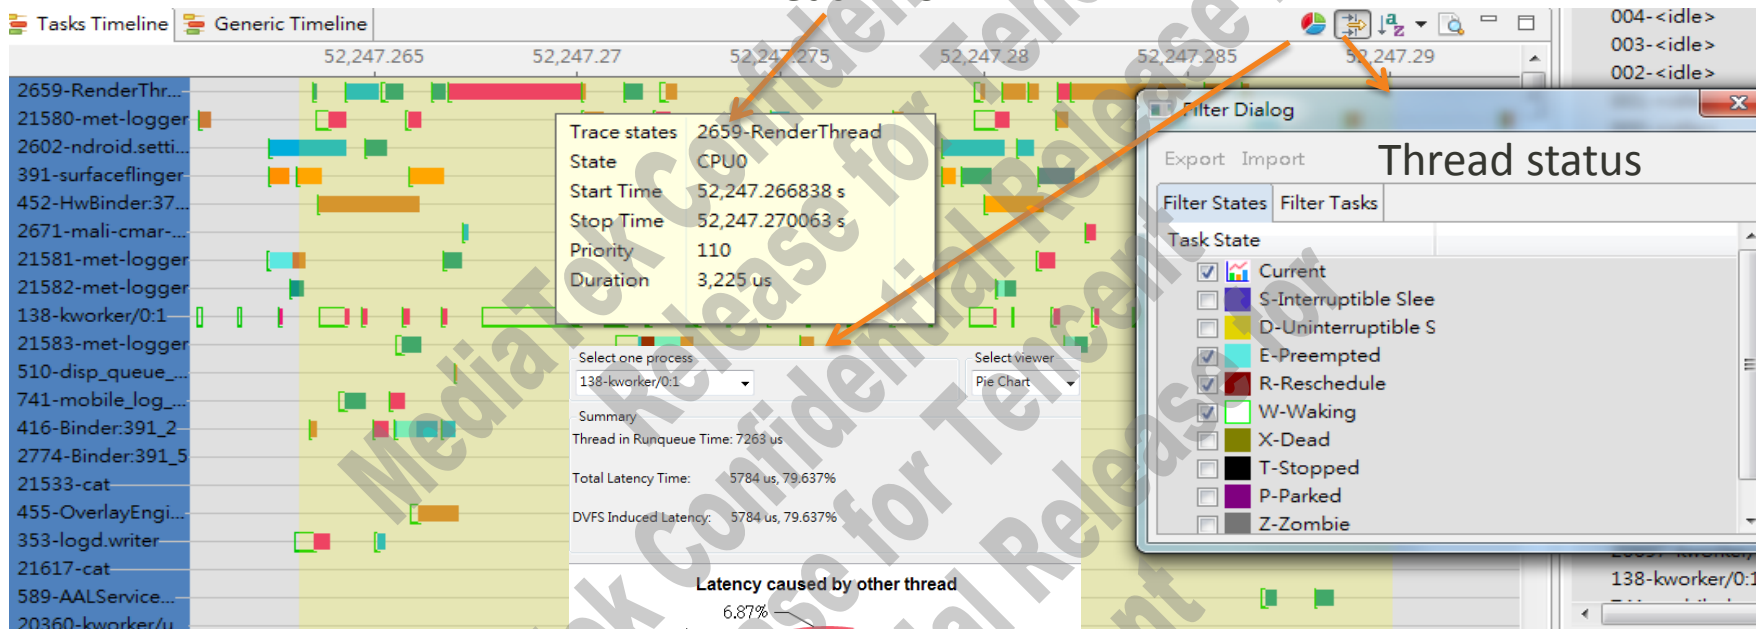 Tasks Timeline
Generic Timeline
52,247.265
52,247.27
52,247.275
52,247.28
52,247.285
52,247.29
2659-RenderThr...
21580-met-logger
2602-ndroid.setti...
391-surfaceflinger
452-HwBinder:37...
2671-mali-cmar-...
21581-met-logger
21582-met-logger
138-kworker/0:1
21583-met-logger
510-disp_queue_...
741-mobile_log_...
416-Binder:391_2
2774-Binder:391_5
21533-cat
455-OverlayEngi...
353-logd.writer
21617-cat
589-AALService...
20360-kworker/u
Trace states 2659-RenderThread
State CPU0
Start Time 52,247.266838 s
Stop Time 52,247.270063 s
Priority 110
Duration 3,225 us
Select one process
138-kworker/0:1
Select viewer
Pie Chart
Summary
Thread in Runqueue Time: 7263 us
Total Latency Time: 5784 us, 79.637%
DVFS Induced Latency: 5784 us, 79.637%
Latency caused by other thread
6.87%
004-<idle>
003-<idle>
002-<idle>
Filter Dialog
Export Import
Thread status
Filter States Filter Tasks
Task State
Current
S-Interruptible Slee
D-Uninterruptible S
E-Preempted
R-Reschedule
W-Waking
X-Dead
T-Stopped
P-Parked
Z-Zombie
138-kworker/0:1
MediaTek Confidential
Release for Tencent